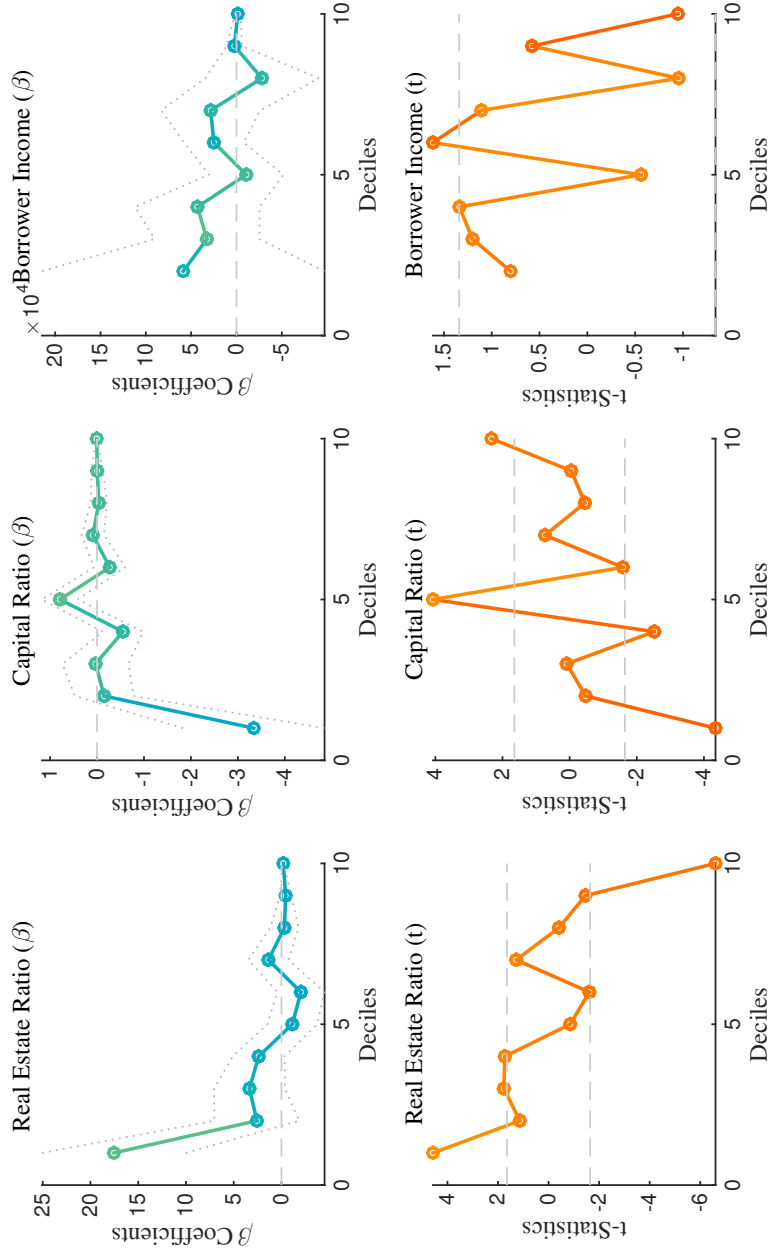 Real Estate Ratio (β)
β Coefficients
25
20
15
10
5
0
0
5
10
Deciles
Capital Ratio (β)
β Coefficients
1
0
-1
-2
-3
-4
0
5
10
Deciles
×10⁴Borrower Income (β)
β Coefficients
20
15
10
5
0
-5
0
5
10
Deciles
Real Estate Ratio (t)
t-Statistics
4
2
0
-2
-4
-6
0
5
10
Deciles
Capital Ratio (t)
t-Statistics
4
2
0
-2
-4
0
5
10
Deciles
Borrower Income (t)
t-Statistics
1.5
1
0.5
0
-0.5
-1
0
5
10
Deciles